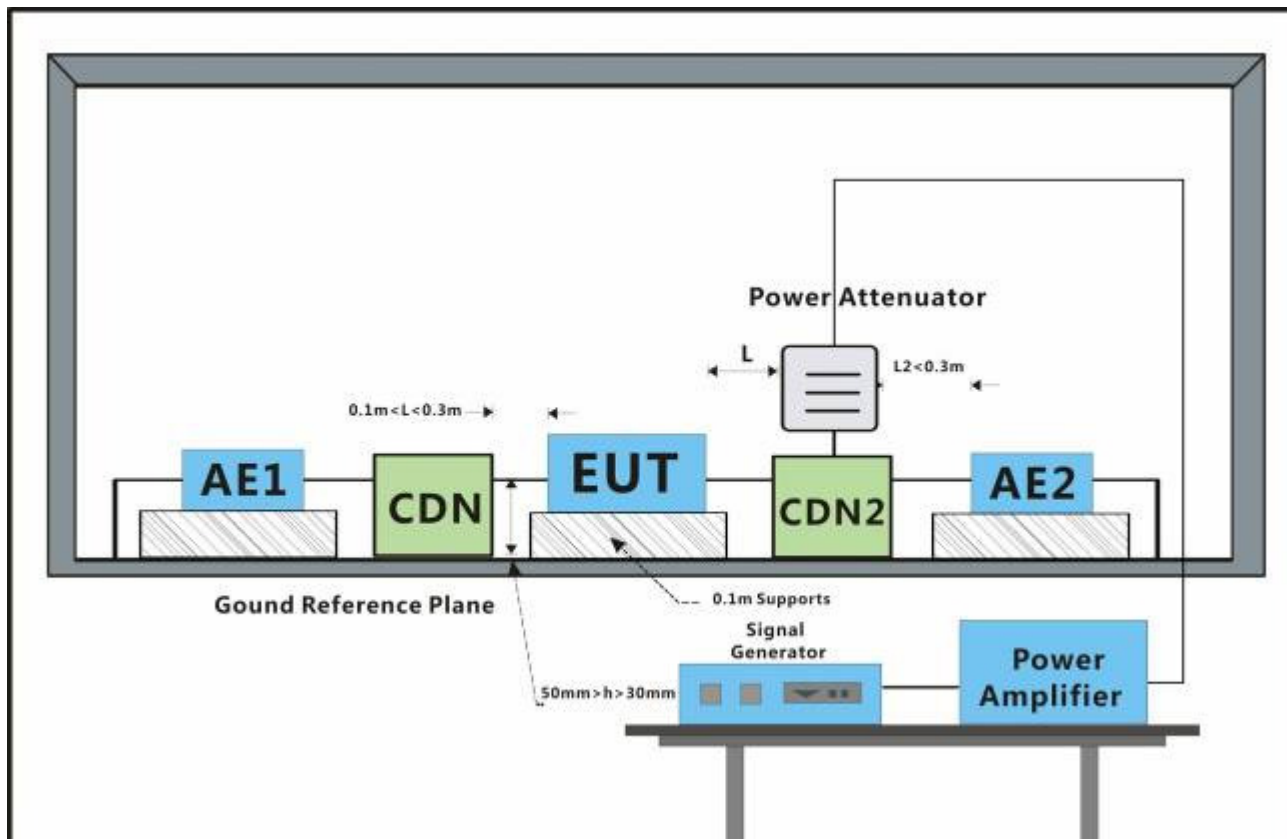 Power Attenuator
L
L2<0.3m
0.1m<L<0.3m
AE1
CDN
EUT
CDN2
AE2
Gound Reference Plane
0.1m Supports
Signal
Generator
50mm>h>30mm
Power
Amplifier